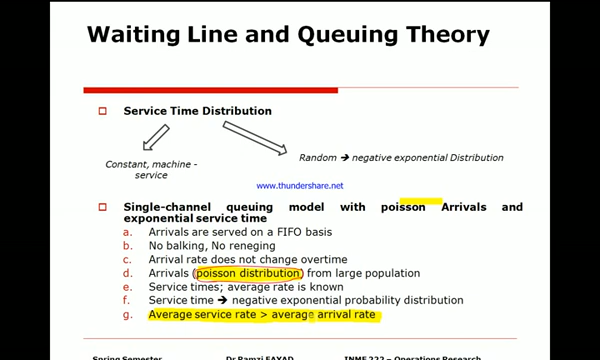 Waiting Line and Queuing Theory
Service Time Distribution
Constant, machine - service
Random → negative exponential Distribution
www.thundershare.net
Single-channel queuing model with poisson Arrivals and
exponential service time
a. Arrivals are served on a FIFO basis
b. No balking, No reneging
c. Arrival rate does not change overtime
d. Arrivals (poisson distribution) from large population
e. Service times; average rate is known
f. Service time → negative exponential probability distribution
g. Average service rate > average arrival rate
Spring Semester Dr Ramzi FAYAD INME 222 – Operations Research